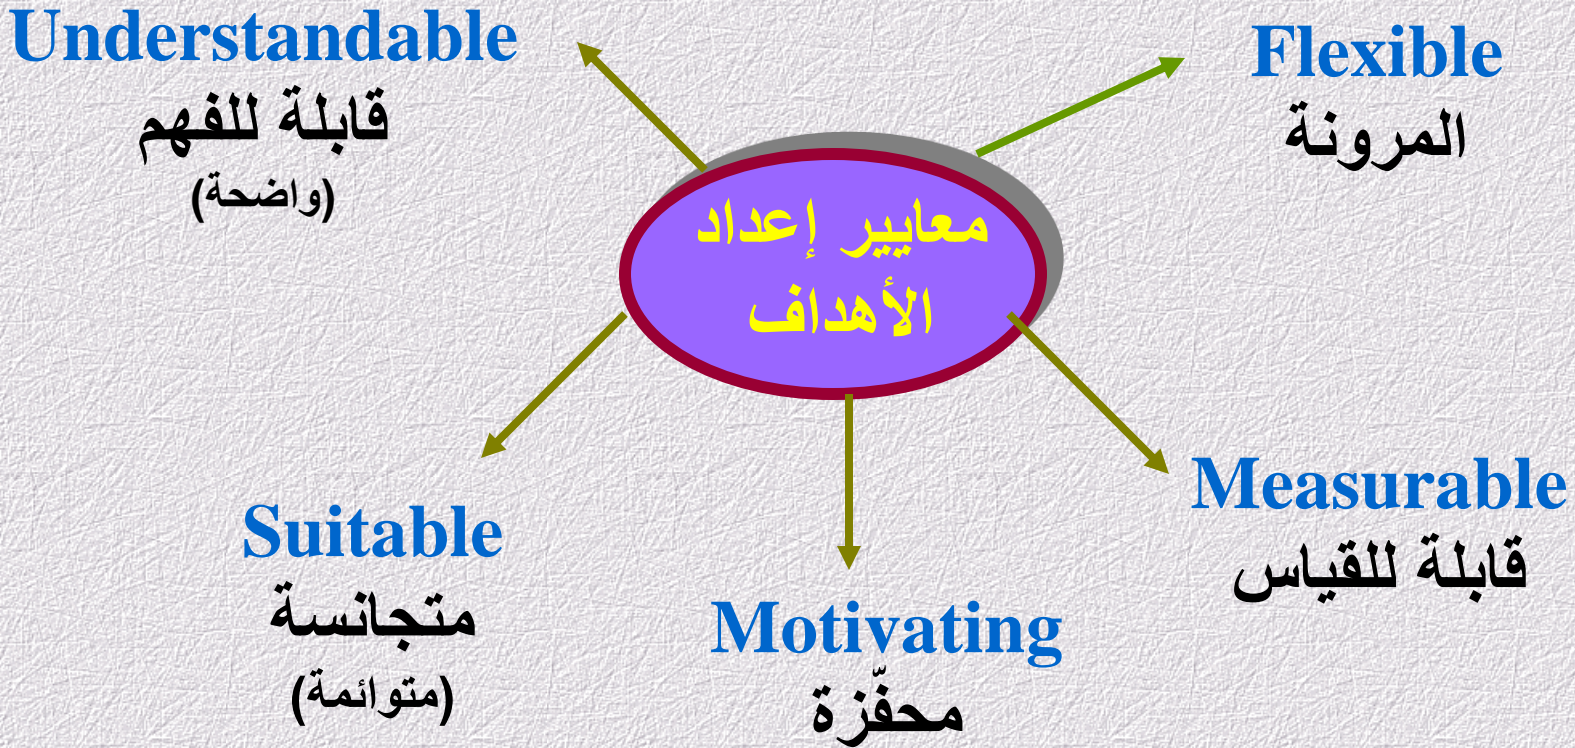 Understandable
قابلة للفهم
(واضحة)
Flexible
المرونة
معايير إعداد
الأهداف
Suitable
متجانسة
(متوائمة)
Motivating
محفّزة
Measurable
قابلة للقياس